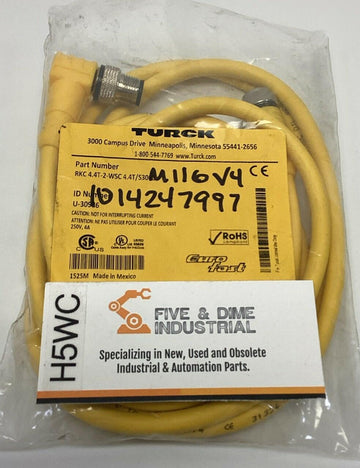 TURCK
3000 Campus Drive Minneapolis, Minnesota 55441-2656
1-800-544-7769 www.Turck.com
Part Number
RKC 4.4T-2-WSC 4.4T/S30
M116V4 CE
ID Number
1014247997
U-30
CAUTION: NOT FOR INTERRUPTING CURRENT
ATTENTION: NE PAS UTILISER POUR COUPER LE COURANT
250V, 4A
RoHS
Compliant
euro fast
1525M Made in Mexico
H5WC
FIVE & DIME
INDUSTRIAL
Specializing in New, Used and Obsolete
Industrial & Automation Parts.